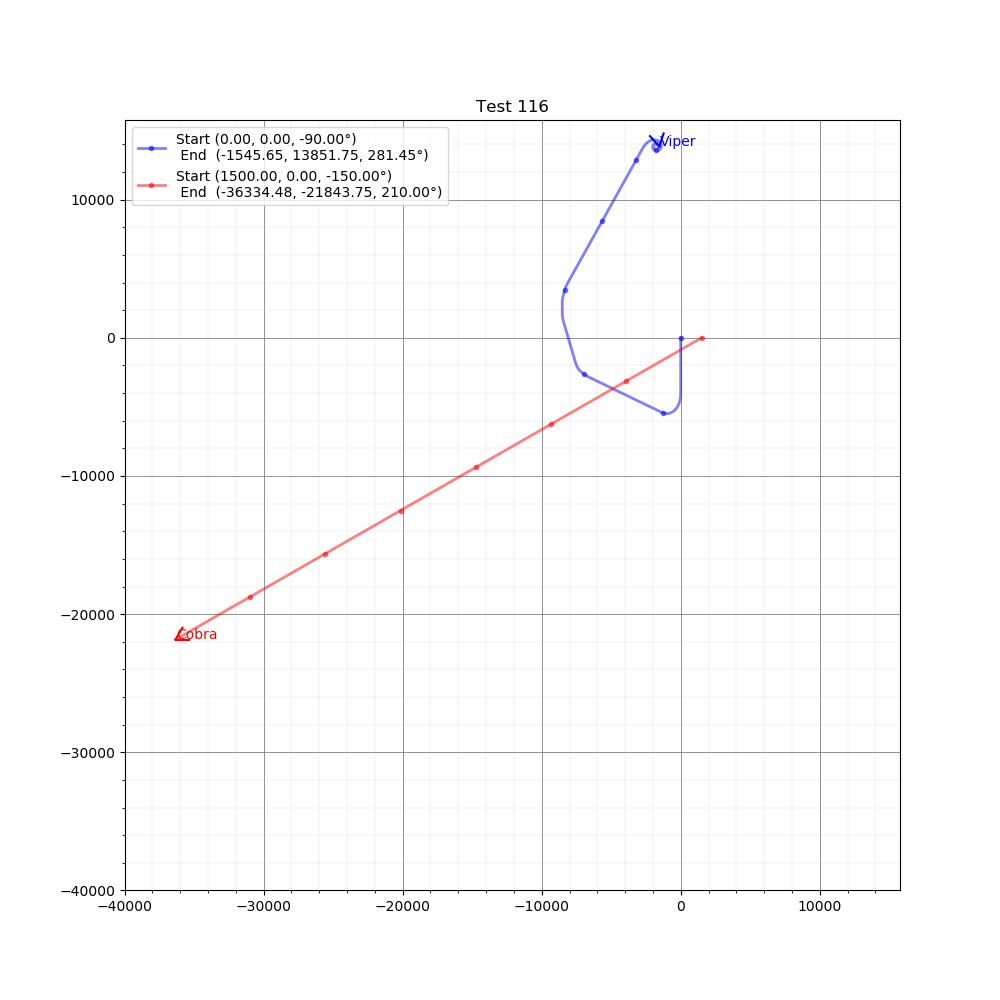 Test 116
Start (0.00, 0.00, -90.00°)
End  (-1545.65, 13851.75, 281.45°)
Start (1500.00, 0.00, -150.00°)
End  (-36334.48, -21843.75, 210.00°)
Viper
Cobra
10000
0
−10000
−20000
−30000
−40000
−40000 −30000 −20000 −10000 0 10000